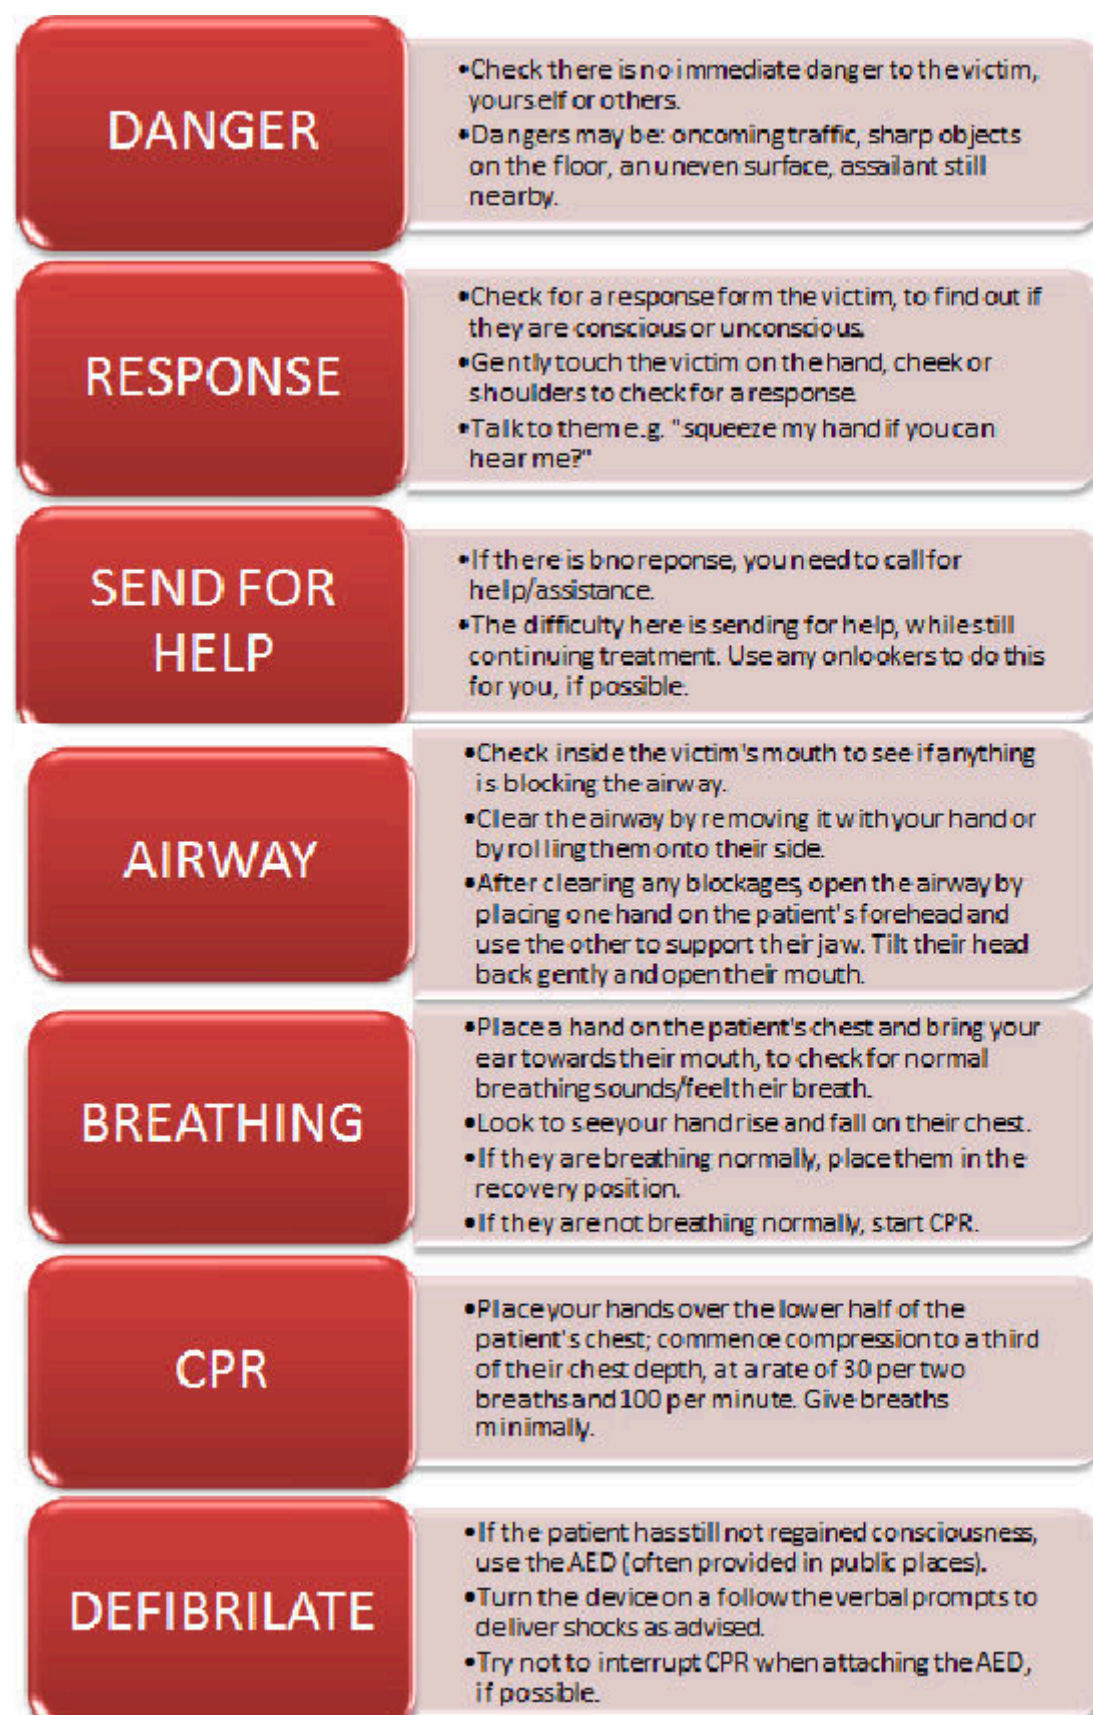 DANGER
•Check there is no immediate danger to the victim,
yourself or others.
•Dangers may be: oncoming traffic, sharp objects
on the floor, an uneven surface, assailant still
nearby.
RESPONSE
•Check for a response form the victim, to find out if
they are conscious or unconscious.
•Gently touch the victim on the hand, cheek or
shoulders to check for a response.
•Talk to them e.g. "squeeze my hand if you can
hear me?"
SEND FOR
HELP
•If there is bno reponse, you need to call for
help/assistance.
•The difficulty here is sending for help, while still
continuing treatment. Use any onlookers to do this
for you, if possible.
AIRWAY
•Check inside the victim's mouth to see if anything
is blocking the airway.
•Clear the airway by removing it with your hand or
by rolling them onto their side.
•After clearing any blockages, open the airway by
placing one hand on the patient's forehead and
use the other to support their jaw. Tilt their head
back gently and open their mouth.
BREATHING
•Place a hand on the patient's chest and bring your
ear towards their mouth, to check for normal
breathing sounds/feel their breath.
•Look to see your hand rise and fall on their chest.
•If they are breathing normally, place them in the
recovery position.
•If they are not breathing normally, start CPR.
CPR
•Place your hands over the lower half of the
patient's chest; commence compression to a third
of their chest depth, at a rate of 30 per two
breaths and 100 per minute. Give breaths
minimally.
DEFIBRILATE
•If the patient has still not regained consciousness,
use the AED (often provided in public places).
•Turn the device on a follow the verbal prompts to
deliver shocks as advised.
•Try not to interrupt CPR when attaching the AED,
if possible.